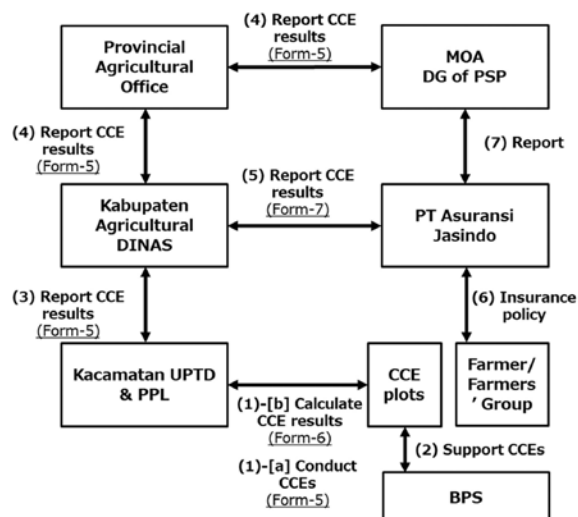 (4) Report CCE
results
(Form-5)
Provincial
Agricultural
Office
MOA
DG of PSP
(4) Report CCE
results
(Form-5)
(7) Report
(5) Report CCE
results
(Form-7)
Kabupaten
Agricultural
DINAS
PT Asuransi
Jasindo
(3) Report CCE
results
(Form-5)
(6) Insurance
policy
Kacamatan UPTD
& PPL
CCE
plots
Farmer/
Farmers
’ Group
(1)-[b] Calculate
CCE results
(Form-6)
(2) Support CCEs
(1)-[a] Conduct
CCEs
(Form-5)
BPS